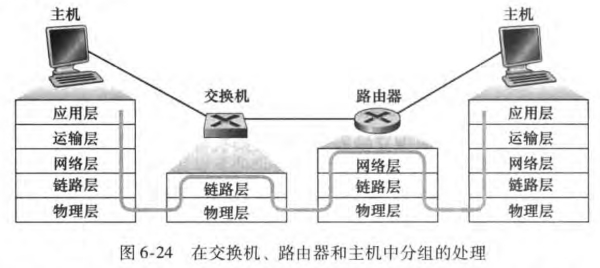 主机
主机
交换机
路由器
应用层
运输层
网络层
链路层
物理层
链路层
物理层
网络层
链路层
物理层
应用层
运输层
网络层
链路层
物理层
图 6-24 在交换机、路由器和主机中分组的处理